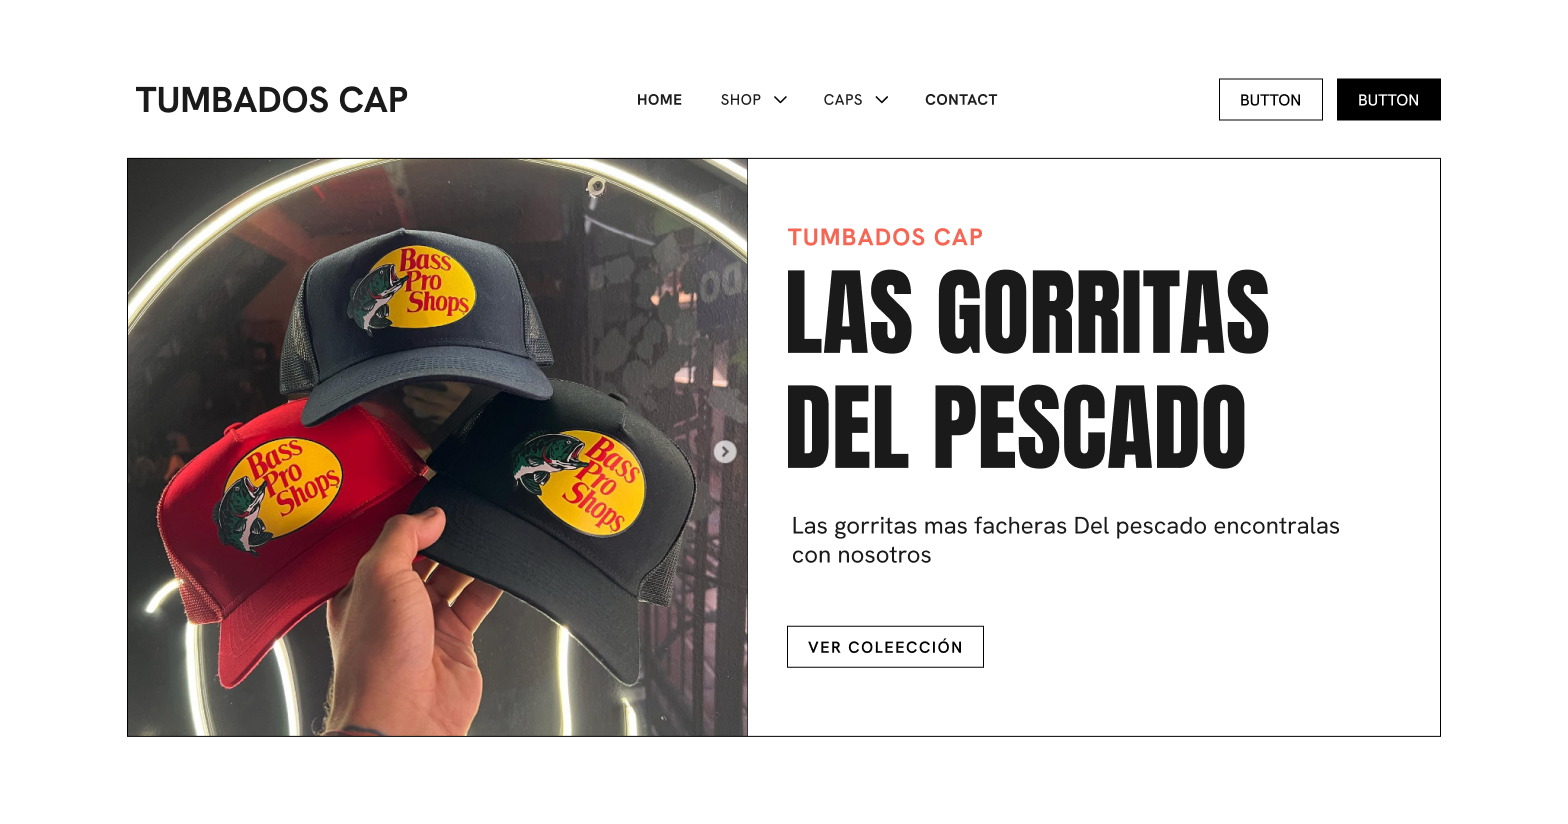 TUMBADOS CAP
HOME SHOP CAPS CONTACT
BUTTON BUTTON
Bass
Pro
Shops
Bass
Pro
Shops
Bass
Pro
Shops
TUMBADOS CAP
LAS GORRITAS
DEL PESCADO
Las gorritas mas facheras Del pescado encontralas
con nosotros
VER COLEECCIÓN